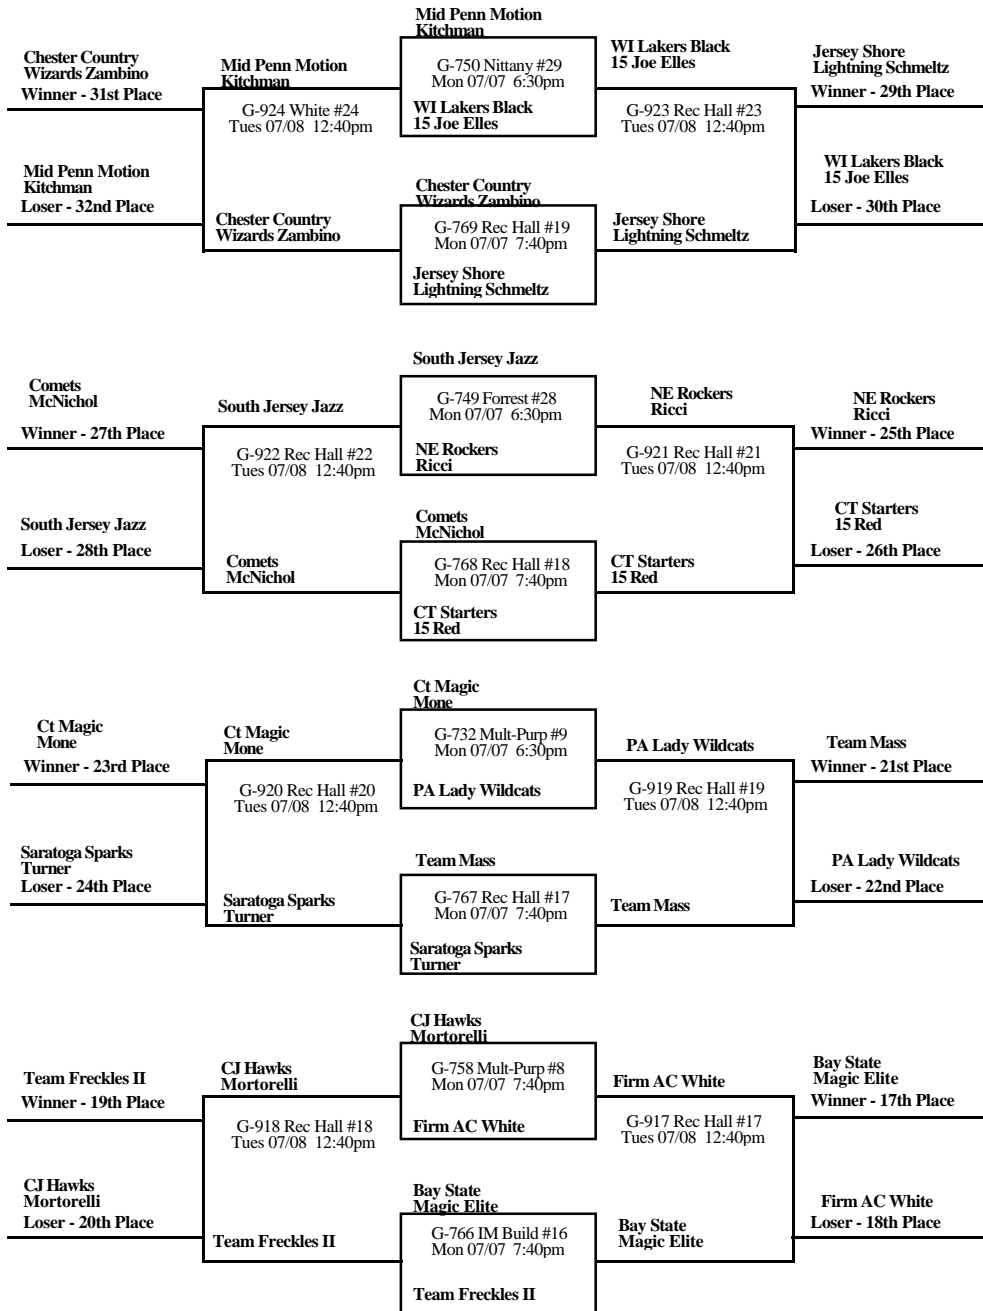 Mid Penn Motion
Kitchman
Chester Country
Wizards Zambino
Winner - 31st Place
Mid Penn Motion
Kitchman
G-750 Nittany #29
Mon 07/07 6:30pm
WI Lakers Black
15 Joe Elles
WI Lakers Black
15 Joe Elles
Jersey Shore
Lightning Schmeltz
Winner - 29th Place
G-924 White #24
Tues 07/08 12:40pm
G-923 Rec Hall #23
Tues 07/08 12:40pm
Mid Penn Motion
Kitchman
Loser - 32nd Place
Chester Country
Wizards Zambino
Chester Country
Wizards Zambino
G-769 Rec Hall #19
Mon 07/07 7:40pm
Jersey Shore
Lightning Schmeltz
Jersey Shore
Lightning Schmeltz
WI Lakers Black
15 Joe Elles
Loser - 30th Place
South Jersey Jazz
Comets
McNichol
Winner - 27th Place
South Jersey Jazz
G-749 Forrest #28
Mon 07/07 6:30pm
NE Rockers
Ricci
NE Rockers
Ricci
NE Rockers
Ricci
Winner - 25th Place
G-922 Rec Hall #22
Tues 07/08 12:40pm
G-921 Rec Hall #21
Tues 07/08 12:40pm
South Jersey Jazz
Loser - 28th Place
Comets
McNichol
Comets
McNichol
G-768 Rec Hall #18
Mon 07/07 7:40pm
CT Starters
15 Red
CT Starters
15 Red
CT Starters
15 Red
Loser - 26th Place
Ct Magic
Mone
Ct Magic
Mone
Winner - 23rd Place
Ct Magic
Mone
G-732 Mult-Purp #9
Mon 07/07 6:30pm
PA Lady Wildcats
PA Lady Wildcats
Team Mass
Winner - 21st Place
G-920 Rec Hall #20
Tues 07/08 12:40pm
G-919 Rec Hall #19
Tues 07/08 12:40pm
Saratoga Sparks
Turner
Loser - 24th Place
Saratoga Sparks
Turner
Team Mass
G-767 Rec Hall #17
Mon 07/07 7:40pm
Saratoga Sparks
Turner
Team Mass
PA Lady Wildcats
Loser - 22nd Place
CJ Hawks
Mortorelli
Team Freckles II
Winner - 19th Place
CJ Hawks
Mortorelli
G-758 Mult-Purp #8
Mon 07/07 7:40pm
Firm AC White
Firm AC White
Bay State
Magic Elite
Winner - 17th Place
G-918 Rec Hall #18
Tues 07/08 12:40pm
G-917 Rec Hall #17
Tues 07/08 12:40pm
CJ Hawks
Mortorelli
Loser - 20th Place
Team Freckles II
Bay State
Magic Elite
G-766 IM Build #16
Mon 07/07 7:40pm
Team Freckles II
Bay State
Magic Elite
Firm AC White
Loser - 18th Place